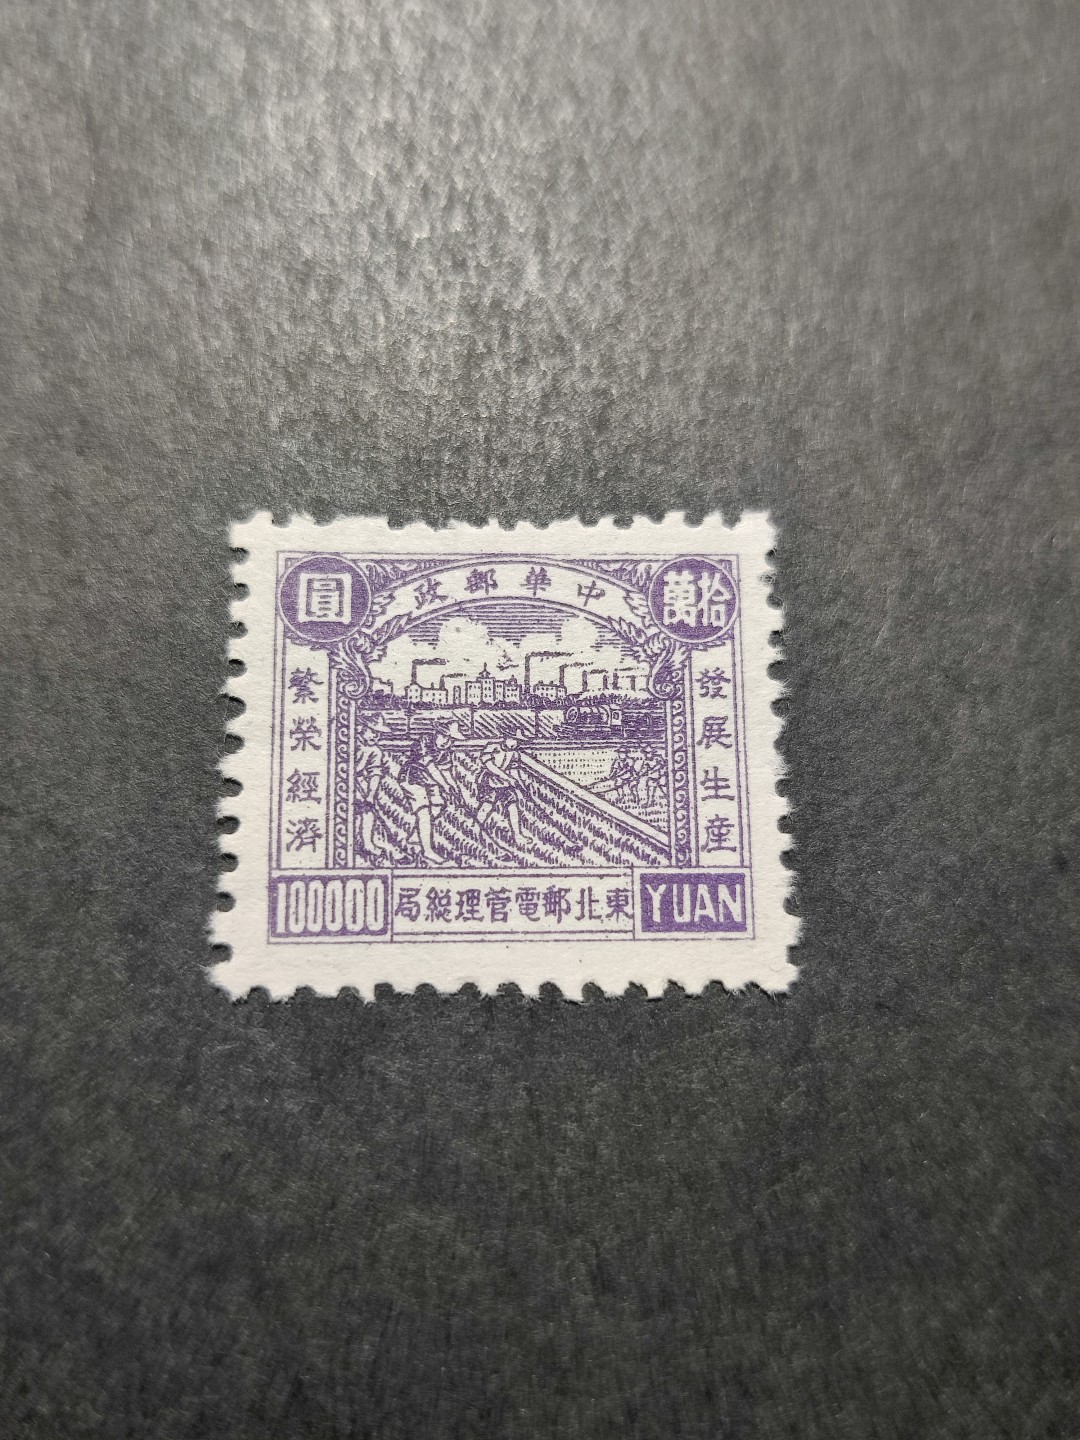 中華郵政
拾萬
圓
發展生產
繁榮經濟
100000
東北郵電管理総局
YUAN